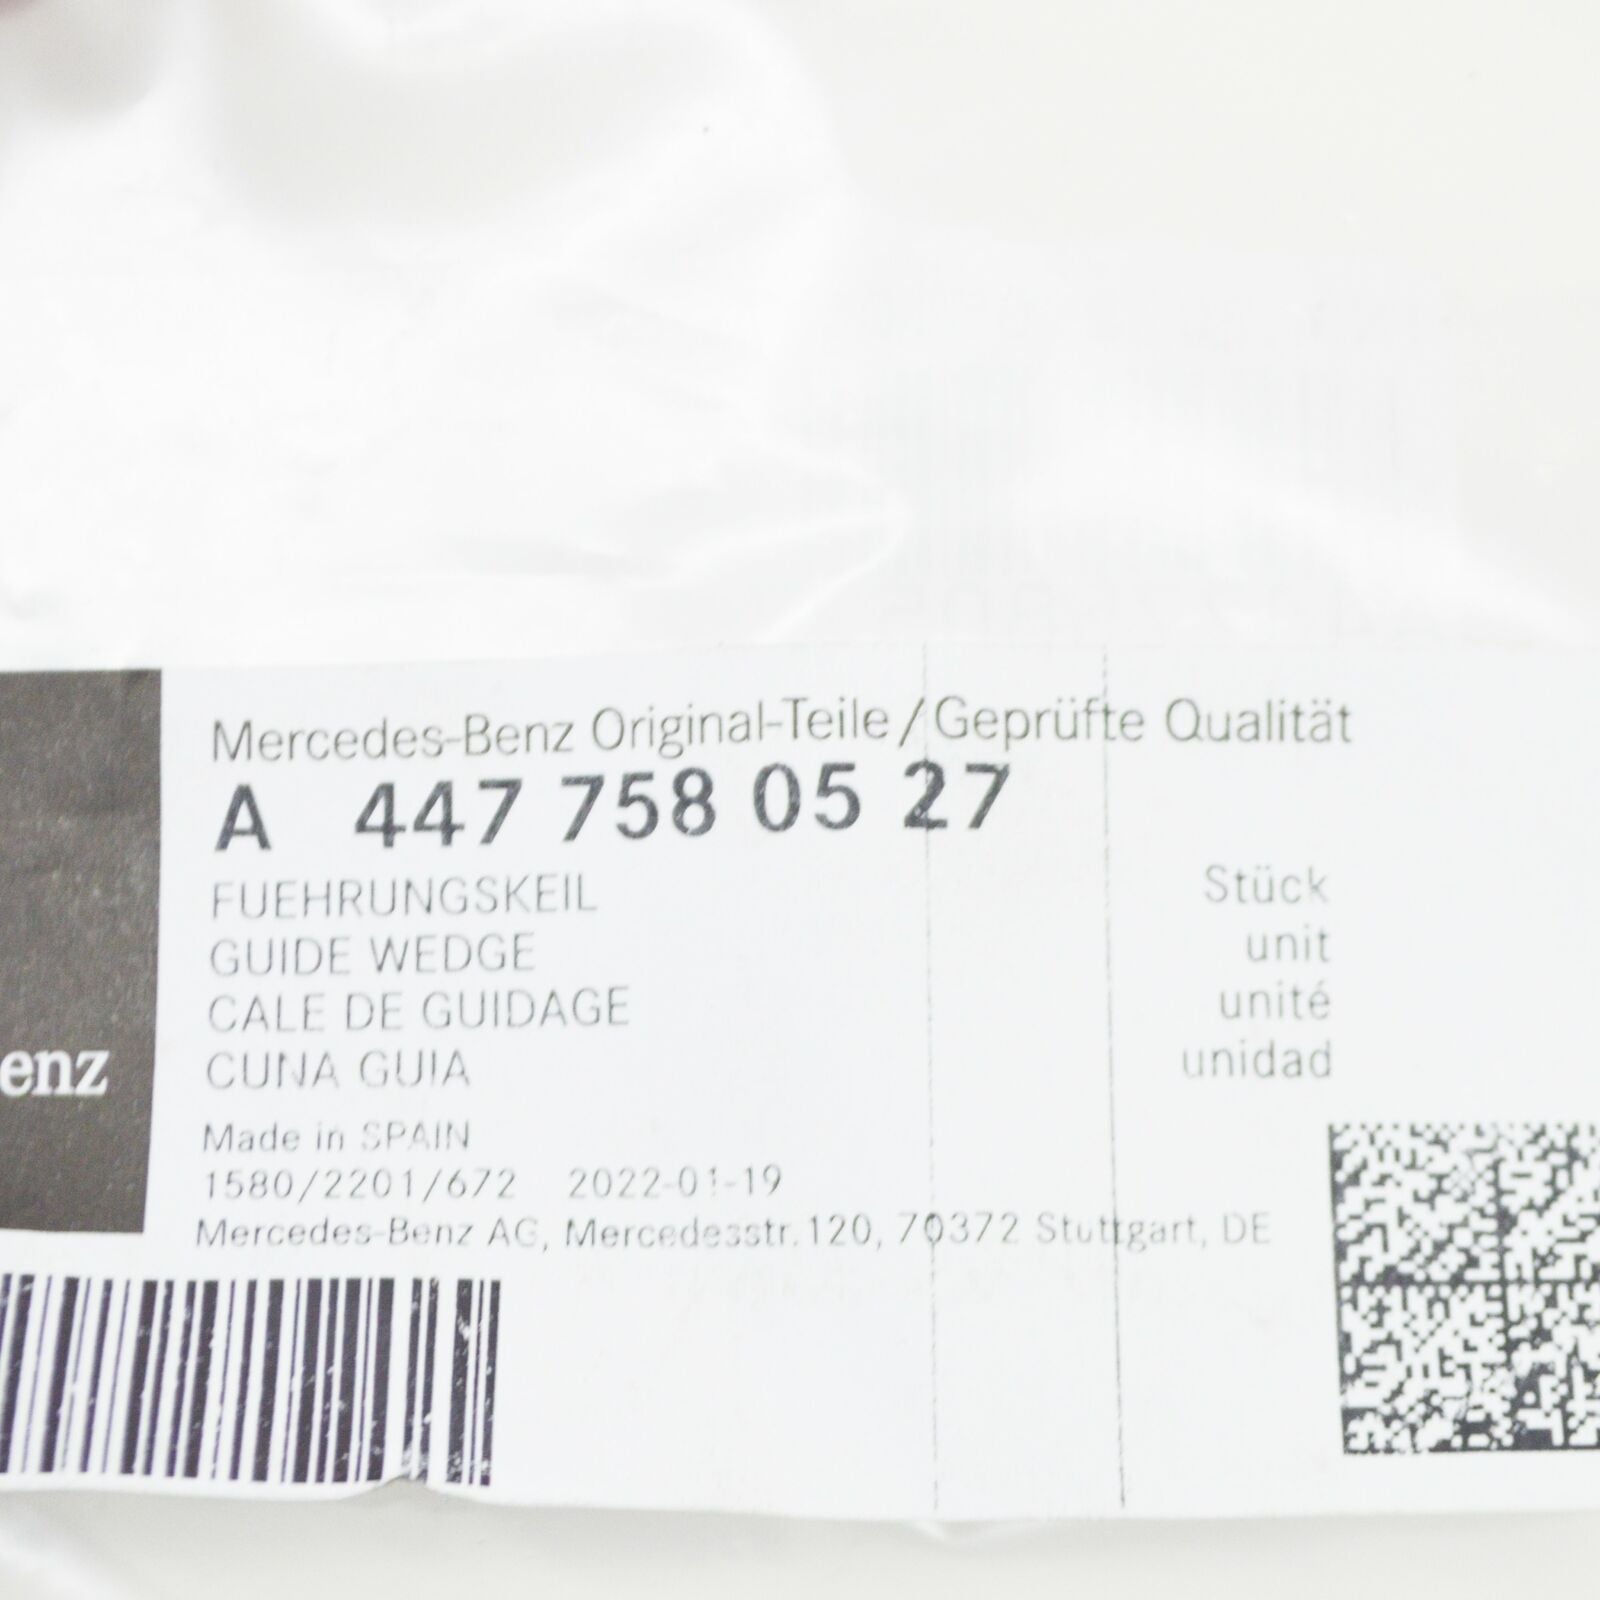 Mercedes-Benz Original-Teile/Geprüfte Qualität
A 447 758 05 27
FUEHRUNGSKEIL
GUIDE WEDGE
CALE DE GUIDAGE
CUNA GUIA
Stück
unit
unité
unidad
enz
Made in SPAIN
1580/2201/672 2022-01-19
Mercedes-Benz AG, Mercedesstr.120, 70372 Stuttgart, DE